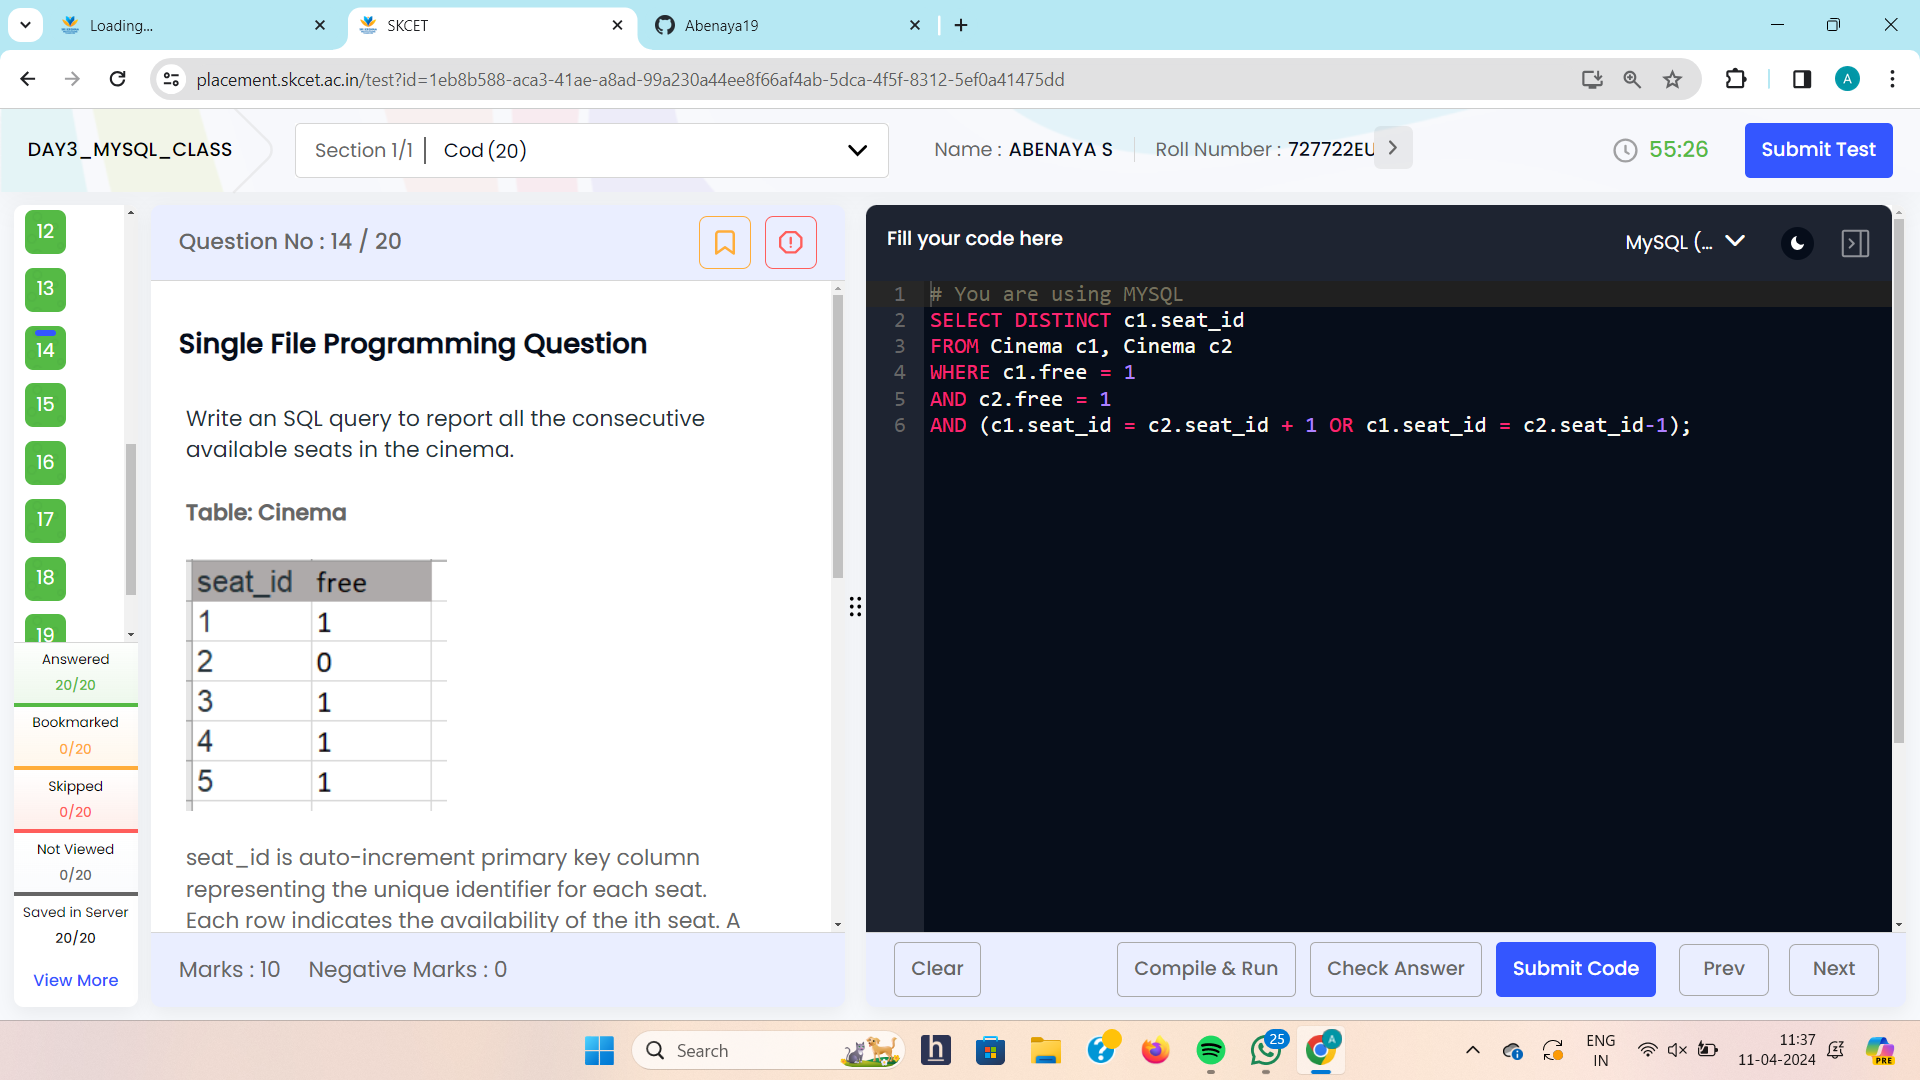 Loading...
SKCET
Abenaya19
placement.skcet.ac.in/test?id=1eb8b588-aca3-41ae-a8ad-99a230a44ee8f66af4ab-5dca-4f5f-8312-5ef0a41475dd
A
DAY3_MYSQL_CLASS
Section 1/1 | Cod (20)
Name : ABENAYA S
Roll Number : 727722EU
55:26
Submit Test
12
13
14
15
16
17
18
19
Answered
20/20
Bookmarked
0/20
Skipped
0/20
Not Viewed
0/20
Saved in Server
20/20
View More
Question No : 14 / 20
Single File Programming Question
Write an SQL query to report all the consecutive
available seats in the cinema.
Table: Cinema
seat_id free
1 1
2 0
3 1
4 1
5 1
seat_id is auto-increment primary key column
representing the unique identifier for each seat.
Each row indicates the availability of the ith seat. A
Marks : 10 Negative Marks : 0
Fill your code here
MySQL (...
1 # You are using MYSQL
2 SELECT DISTINCT c1.seat_id
3 FROM Cinema c1, Cinema c2
4 WHERE c1.free = 1
5 AND c2.free = 1
6 AND (c1.seat_id = c2.seat_id + 1 OR c1.seat_id = c2.seat_id-1);
Clear
Compile & Run
Check Answer
Submit Code
Prev
Next
Search
h
25
A
ENG
IN
11:37
11-04-2024
PRE